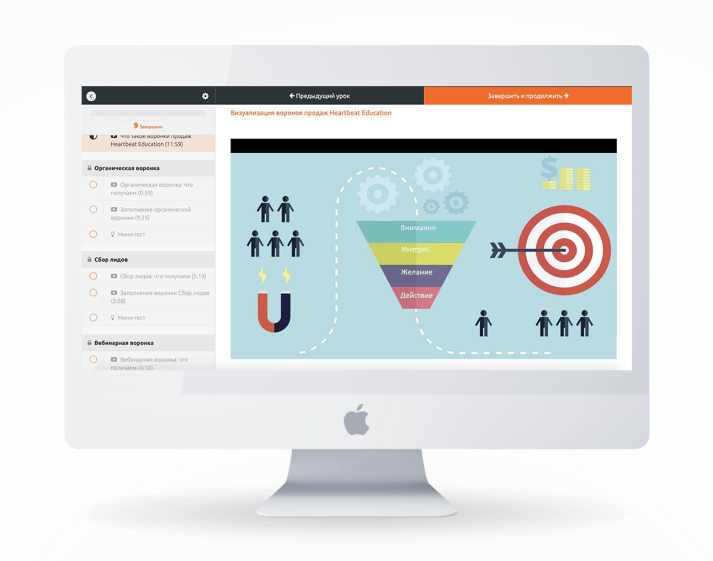 ← Предыдущий урок
Завершить и продолжить →
9 Завершен:
Что такое воронки продаж
Heartbeat Education (11:59)
Органическая воронка
Органическая воронка: что
получаем (0:59)
Заполнение органической
воронки (9:25)
Мини-тест
Сбор лидов
Сбор лидов: что получаем (5:14)
Заполнение воронки Сбор лидов
(3:08)
Мини-тест
Вебинарная воронка
Вебинарная воронка: что
получаем (4:10)
Визуализация воронок продаж Heartbeat Education
$
Внимание
Интерес
Желание
Действие